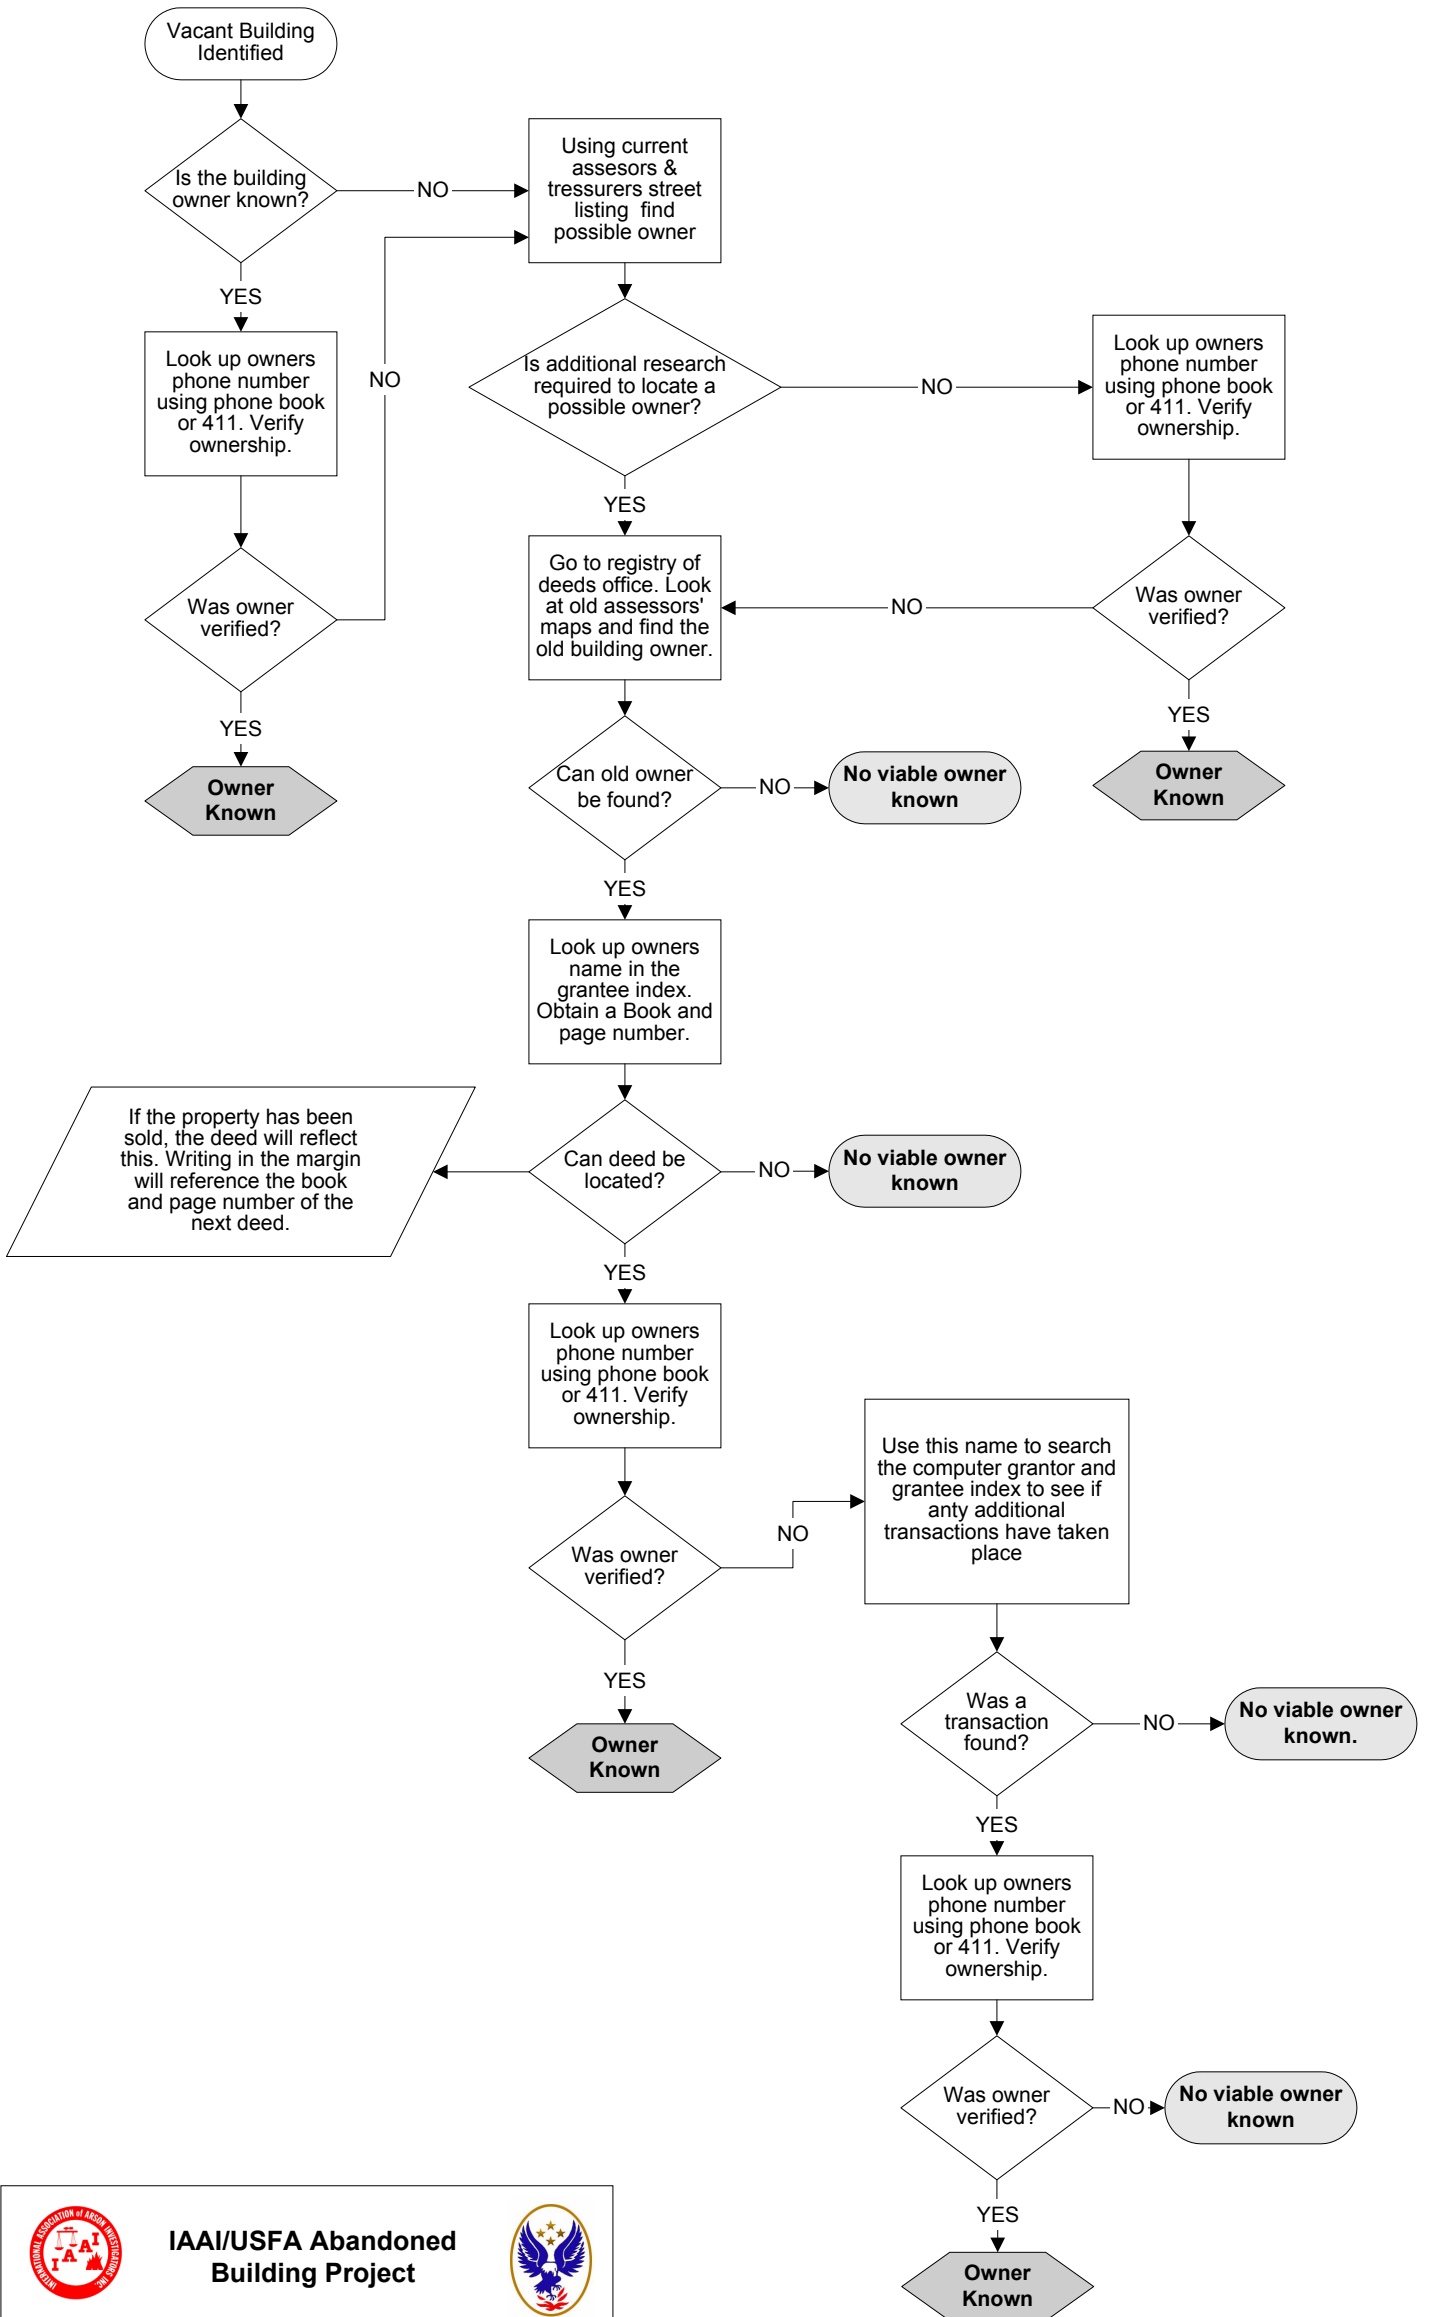 Vacant Building
Identified
Is the building
owner known?
NO
Using current
assesors &
tressurers street
listing find
possible owner
YES
Look up owners
phone number
using phone book
or 411. Verify
ownership.
NO
Is additional research
required to locate a
possible owner?
NO
Look up owners
phone number
using phone book
or 411. Verify
ownership.
YES
Was owner
verified?
Go to registry of
deeds office. Look
at old assessors'
maps and find the
old building owner.
NO
Was owner
verified?
YES
Owner
Known
YES
Owner
Known
Can old owner
be found?
NO
No viable owner
known
YES
Look up owners
name in the
grantee index.
Obtain a Book and
page number.
If the property has been
sold, the deed will reflect
this. Writing in the margin
will reference the book
and page number of the
next deed.
Can deed be
located?
NO
No viable owner
known
YES
Look up owners
phone number
using phone book
or 411. Verify
ownership.
Was owner
verified?
NO
Use this name to search
the computer grantor and
grantee index to see if
anty additional
transactions have taken
place
YES
Owner
Known
Was a
transaction
found?
NO
No viable owner
known.
YES
Look up owners
phone number
using phone book
or 411. Verify
ownership.
Was owner
verified?
NO
No viable owner
known
YES
Owner
Known
INTERNATIONAL ASSOCIATION of ARSON INVESTIGATORS INC.
IAAI
IAAI/USFA Abandoned
Building Project